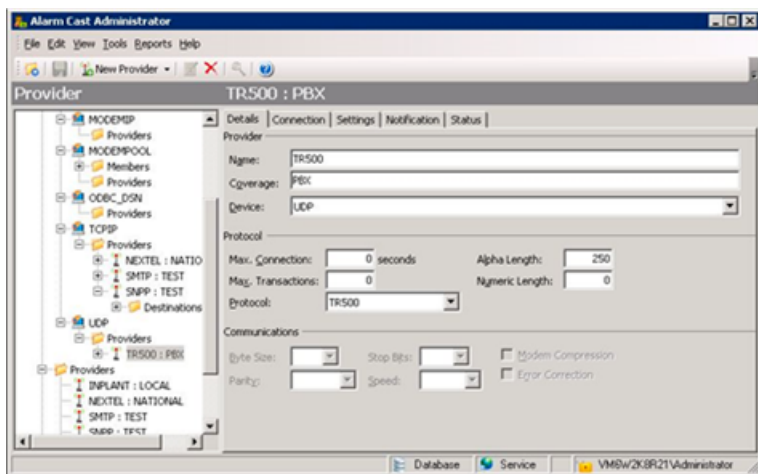 Alarm Cast Administrator
File Edit View Tools Reports Help
New Provider
Provider
TR500 : PBX
MODEMIP
Providers
MODEMPOOL
Members
Providers
ODBC_DSN
Providers
TCPIP
Providers
NEXTEL : NATIO
SMTP : TEST
SNPP : TEST
Destinations
UDP
Providers
TR500 : PBX
Providers
INPLANT : LOCAL
NEXTEL : NATIONAL
SMTP : TEST
SNPP : TEST
Details Connection Settings Notification Status
Provider
Name: TR500
Coverage: PBX
Device: UDP
Protocol
Max. Connection: 0 seconds Alpha Length: 250
Max. Transactions: 0 Numeric Length: 0
Protocol: TR500
Communications
Byte Size: Stop Bits: Modem Compression
Parity: Speed: Error Correction
Database Service VM6W2K8R21\Administrator